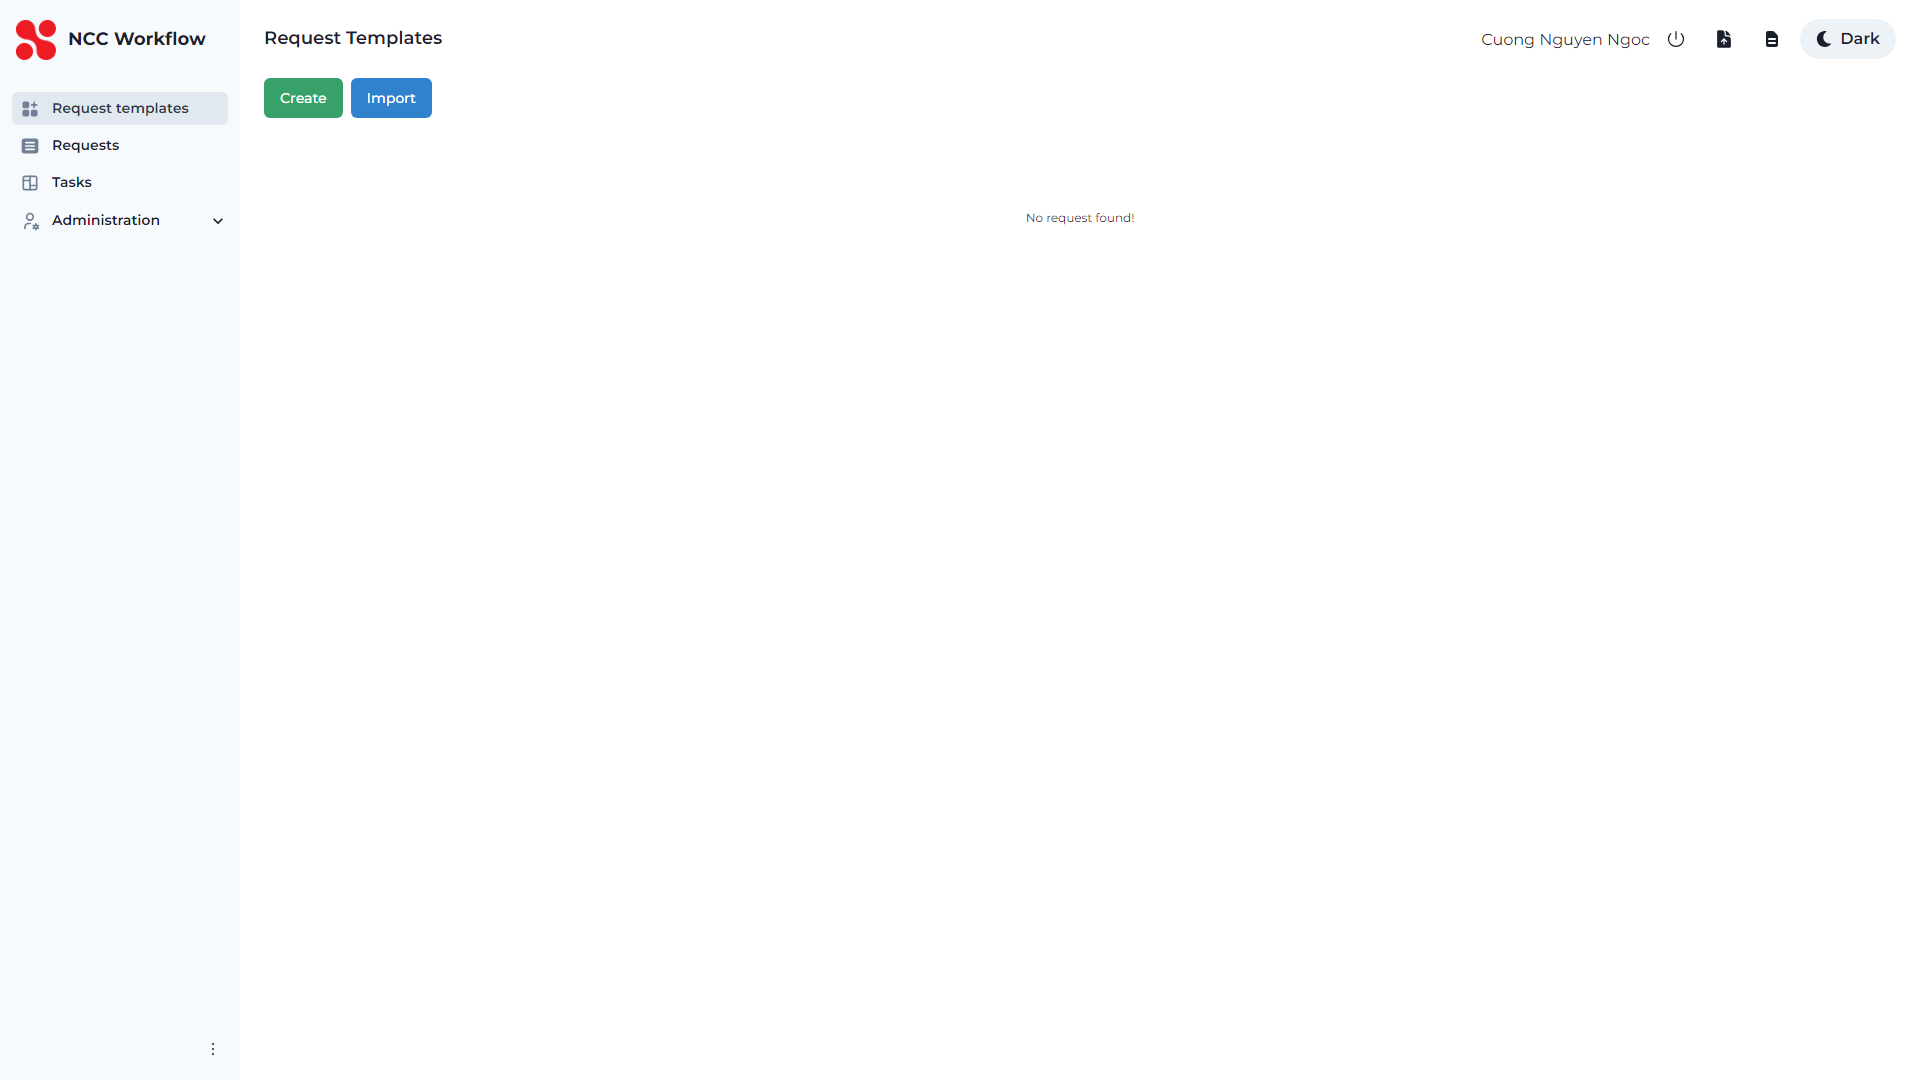 NCC Workflow
Request templates
Requests
Tasks
Administration
Request Templates
Cuong Nguyen Ngoc
Dark
Create
Import
No request found!